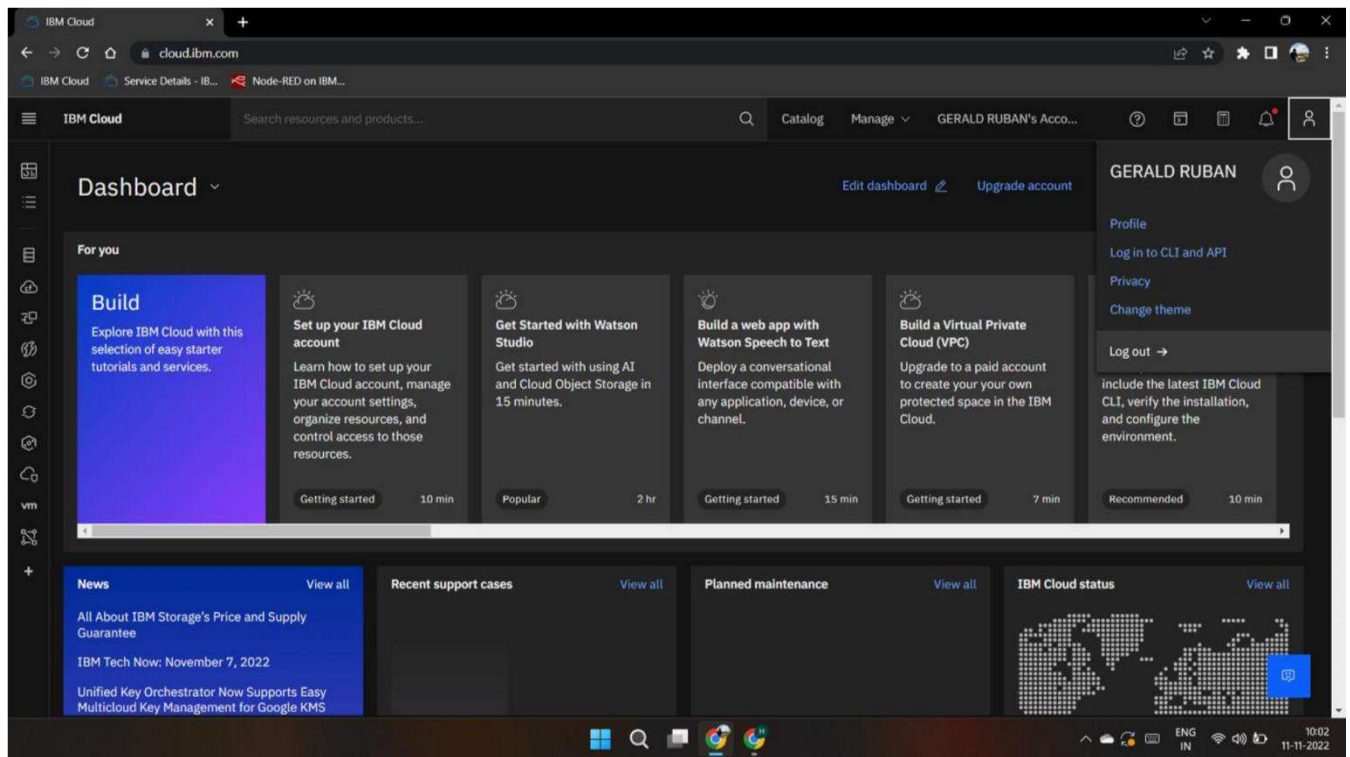 IBM Cloud
cloud.ibm.com
IBM Cloud
Service Details - IB...
Node-RED on IBM...
IBM Cloud
Search resources and products...
Catalog
Manage
GERALD RUBAN's Acco...
GERALD RUBAN
Profile
Log in to CLI and API
Privacy
Change theme
Log out →
Dashboard
Edit dashboard
Upgrade account
For you
Build
Explore IBM Cloud with this
selection of easy starter
tutorials and services.
Set up your IBM Cloud
account
Learn how to set up your
IBM Cloud account, manage
your account settings,
organize resources, and
control access to those
resources.
Getting started
10 min
Get Started with Watson
Studio
Get started with using AI
and Cloud Object Storage in
15 minutes.
Popular
2 hr
Build a web app with
Watson Speech to Text
Deploy a conversational
interface compatible with
any application, device, or
channel.
Getting started
15 min
Build a Virtual Private
Cloud (VPC)
Upgrade to a paid account
to create your your own
protected space in the IBM
Cloud.
Getting started
7 min
include the latest IBM Cloud
CLI, verify the installation,
and configure the
environment.
Recommended
10 min
vm
News
View all
All About IBM Storage's Price and Supply
Guarantee
IBM Tech Now: November 7, 2022
Unified Key Orchestrator Now Supports Easy
Multicloud Key Management for Google KMS
Recent support cases
View all
Planned maintenance
View all
IBM Cloud status
View all
ENG
IN
10:02
11-11-2022